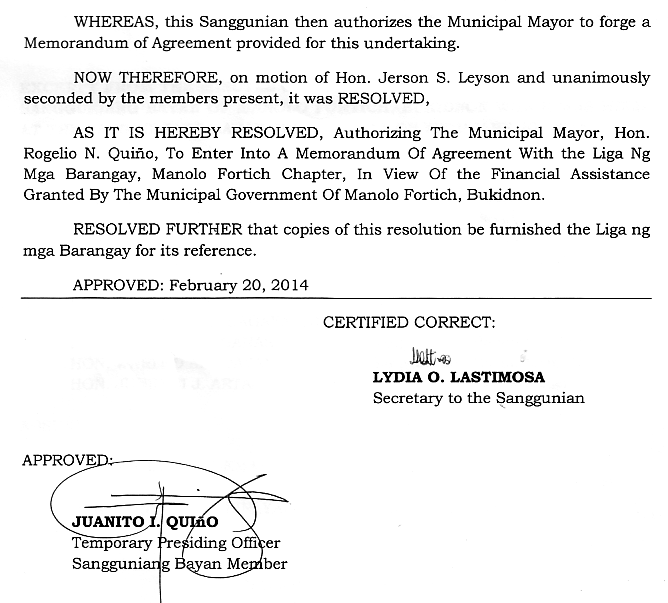 WHEREAS, this Sanggunian then authorizes the Municipal Mayor to forge a
Memorandum of Agreement provided for this undertaking.
NOW THEREFORE, on motion of Hon. Jerson S. Leyson and unanimously
seconded by the members present, it was RESOLVED,
AS IT IS HEREBY RESOLVED, Authorizing The Municipal Mayor, Hon.
Rogelio N. Quiño, To Enter Into A Memorandum Of Agreement With the Liga Ng
Mga Barangay, Manolo Fortich Chapter, In View Of the Financial Assistance
Granted By The Municipal Government Of Manolo Fortich, Bukidnon.
RESOLVED FURTHER that copies of this resolution be furnished the Liga ng
mga Barangay for its reference.
APPROVED: February 20, 2014
CERTIFIED CORRECT:
LYDIA O. LASTIMOSA
Secretary to the Sanggunian
APPROVED:
JUANITO I. QUIñO
Temporary Presiding Officer
Sangguniang Bayan Member